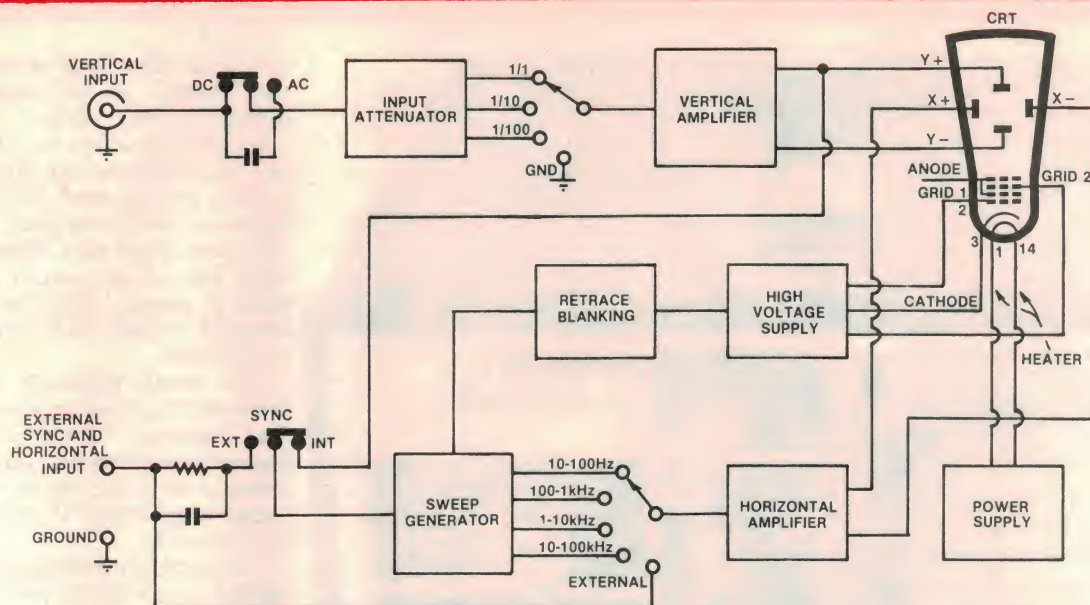 CRT
VERTICAL
INPUT
DC
AC
INPUT
ATTENUATOR
1/1
1/10
1/100
GND
VERTICAL
AMPLIFIER
Y+
X+
X-
Y-
ANODE
GRID 1
2
GRID 2
3
1
14
CATHODE
HEATER
RETRACE
BLANKING
HIGH
VOLTAGE
SUPPLY
EXTERNAL
SYNC AND
HORIZONTAL
INPUT
SYNC
EXT
INT
GROUND
SWEEP
GENERATOR
10-100Hz
100-1kHz
1-10kHz
10-100kHz
EXTERNAL
HORIZONTAL
AMPLIFIER
POWER
SUPPLY